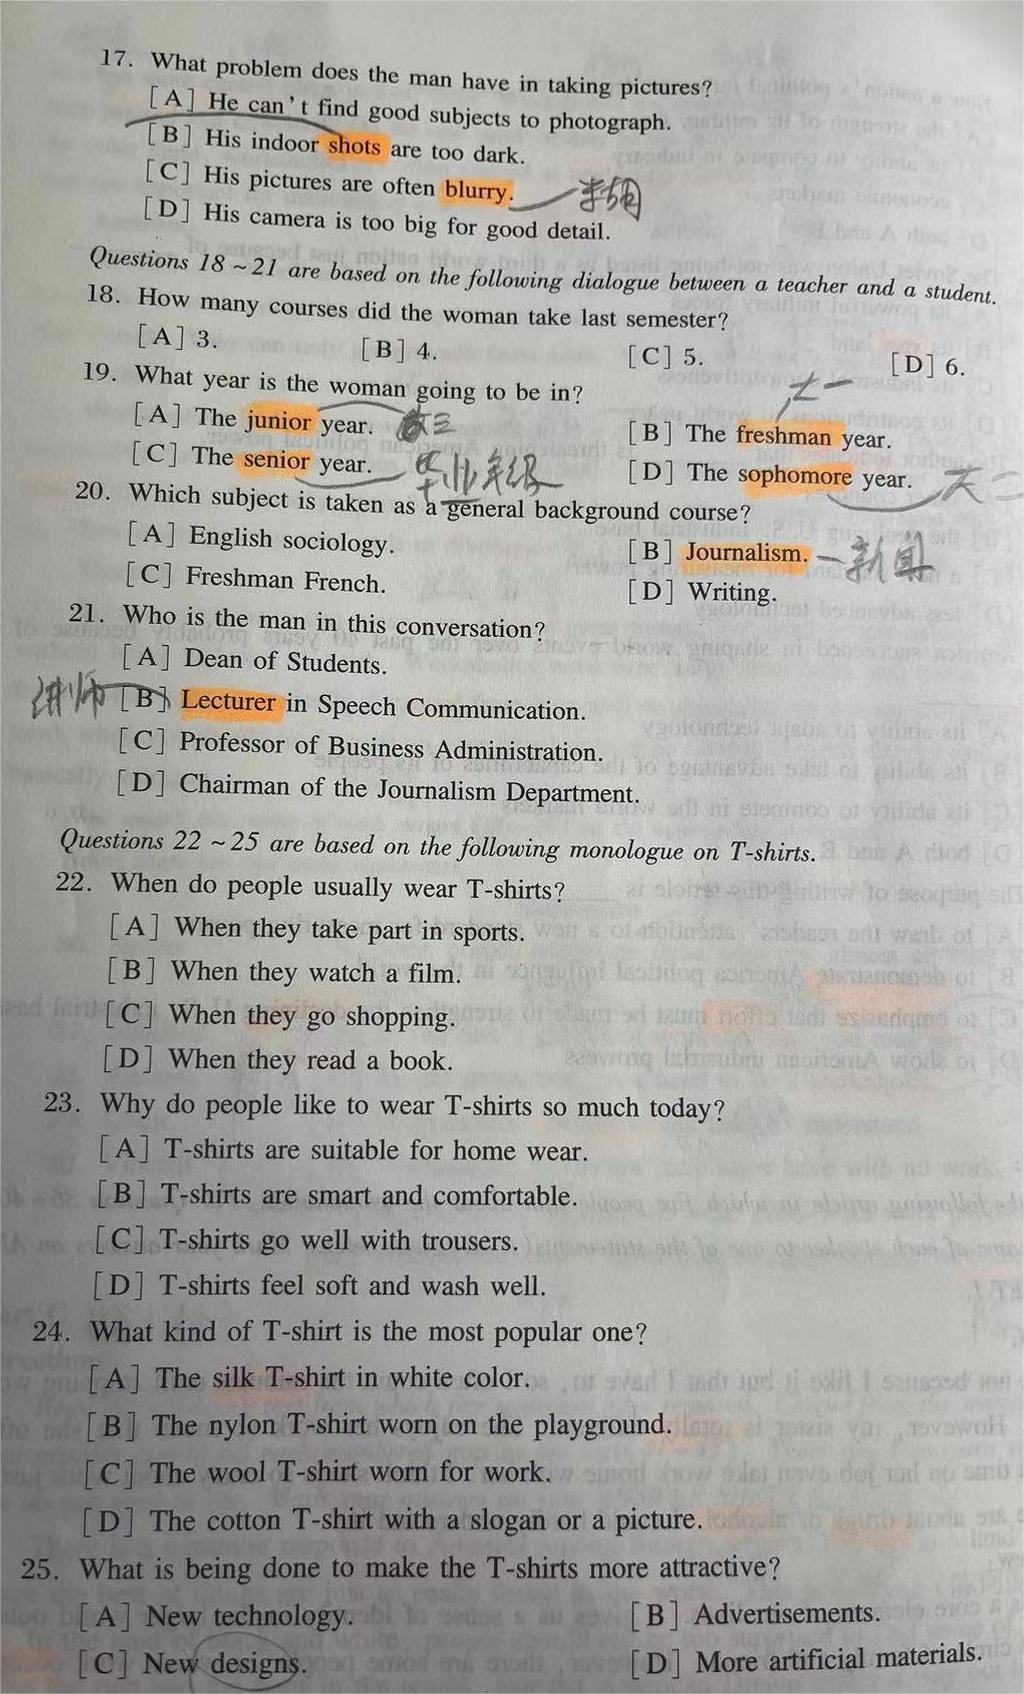 17. What problem does the man have in taking pictures?
[A] He can't find good subjects to photograph.
[B] His indoor shots are too dark.
[C] His pictures are often blurry.
[D] His camera is too big for good detail.
Questions 18~21 are based on the following dialogue between a teacher and a student.
18. How many courses did the woman take last semester?
[A] 3. [B] 4. [C] 5. [D] 6.
19. What year is the woman going to be in?
大一
[A] The junior year. 大三 [B] The freshman year.
[C] The senior year. 毕业年级 [D] The sophomore year. 大二
20. Which subject is taken as a general background course?
[A] English sociology. [B] Journalism. 新闻
[C] Freshman French. [D] Writing.
21. Who is the man in this conversation?
[A] Dean of Students.
讲师 [B] Lecturer in Speech Communication.
[C] Professor of Business Administration.
[D] Chairman of the Journalism Department.
Questions 22~25 are based on the following monologue on T-shirts.
22. When do people usually wear T-shirts?
[A] When they take part in sports.
[B] When they watch a film.
[C] When they go shopping.
[D] When they read a book.
23. Why do people like to wear T-shirts so much today?
[A] T-shirts are suitable for home wear.
[B] T-shirts are smart and comfortable.
[C] T-shirts go well with trousers.
[D] T-shirts feel soft and wash well.
24. What kind of T-shirt is the most popular one?
[A] The silk T-shirt in white color.
[B] The nylon T-shirt worn on the playground.
[C] The wool T-shirt worn for work.
[D] The cotton T-shirt with a slogan or a picture.
25. What is being done to make the T-shirts more attractive?
[A] New technology. [B] Advertisements.
[C] New designs. [D] More artificial materials.